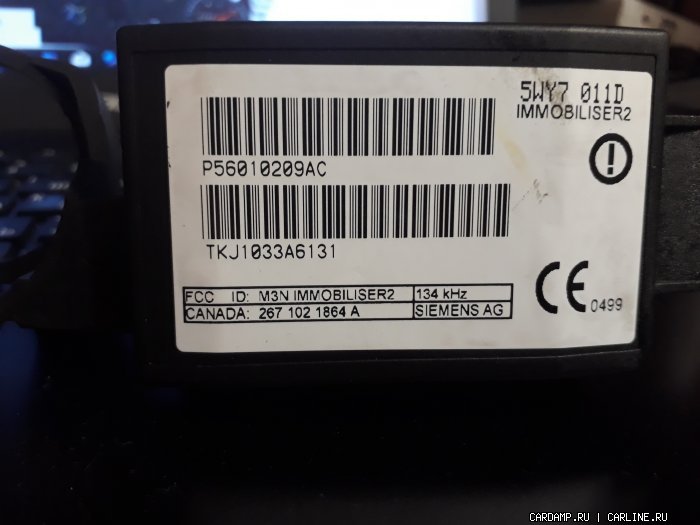 5WY7 011D
IMMOBILISER2
P56010209AC
TKJ1033A6131
FCC ID: M3N IMMOBILISER2 134 kHz
CANADA: 267 102 1864 A SIEMENS AG
CE 0499
CARDAMP.RU | CARLINE.RU